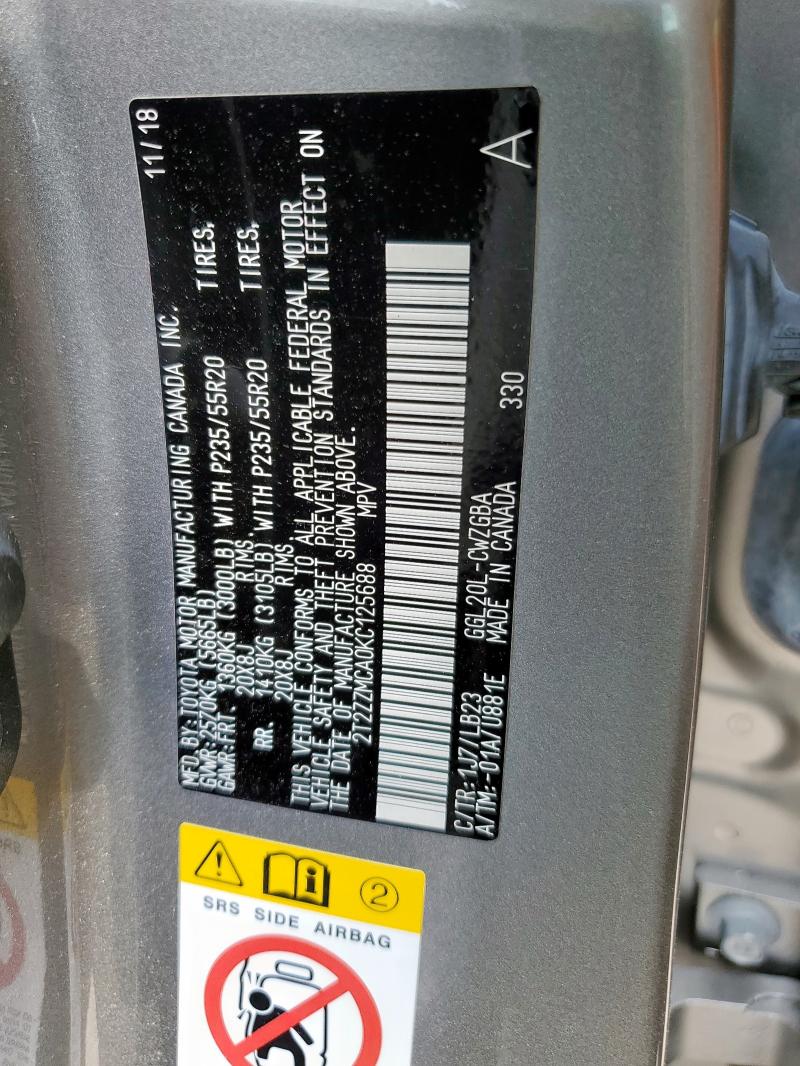 MFD. BY: TOYOTA MOTOR MANUFACTURING CANADA INC. 11/18
GVWR: 2570KG (5665LB)
GAWR: FRT. 1360KG (3000LB) WITH P235/55R20 TIRES,
20X8J RIMS.
RR. 1410KG (3105LB) WITH P235/55R20 TIRES,
20X8J RIMS
THIS VEHICLE CONFORMS TO ALL APPLICABLE FEDERAL MOTOR
VEHICLE SAFETY AND THEFT PREVENTION STANDARDS IN EFFECT ON
THE DATE OF MANUFACTURE SHOWN ABOVE.
2T2ZZMCA0KC125688 MPV
C/TR: 1J7/LB23 GGL20L-CWZGBA
A/TM: -01A/U881E MADE IN CANADA 330 A
2
SRS SIDE AIRBAG